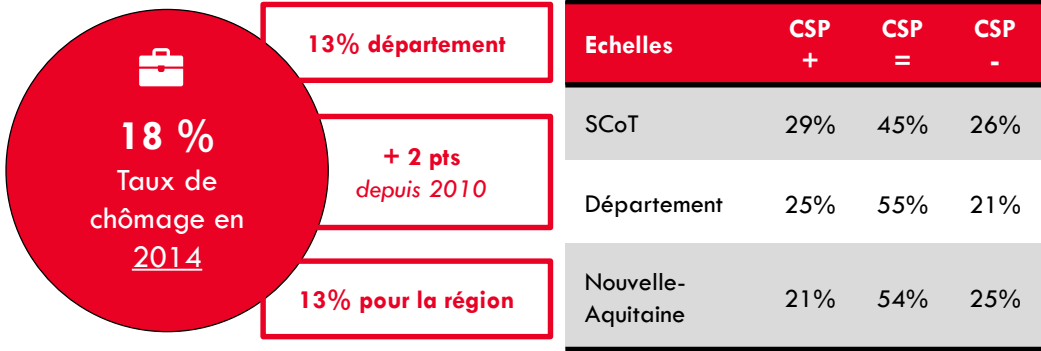 18 %
Taux de
chômage en
2014
13% département
+ 2 pts
depuis 2010
13% pour la région
Echelles CSP + CSP = CSP -
SCoT 29% 45% 26%
Département 25% 55% 21%
Nouvelle-
Aquitaine 21% 54% 25%